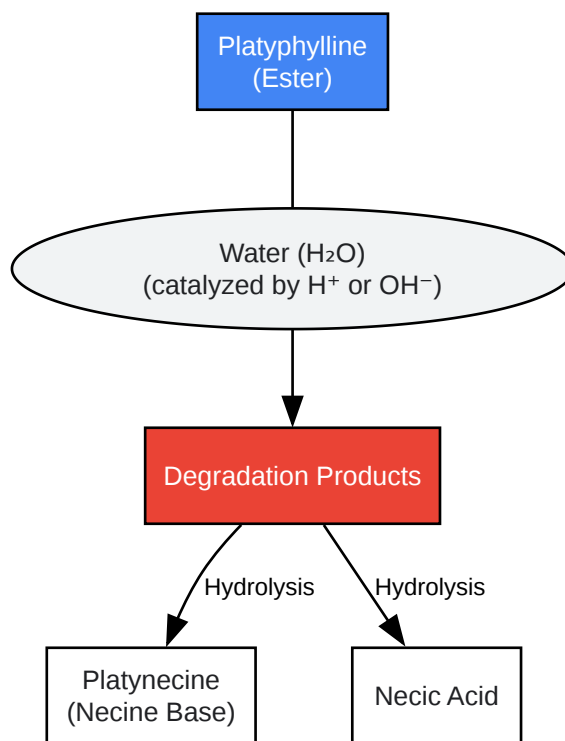 Platyphylline
(Ester)
Water (H₂O)
(catalyzed by H⁺ or OH⁻)
Degradation Products
Hydrolysis
Hydrolysis
Platynecine
(Necine Base)
Necic Acid